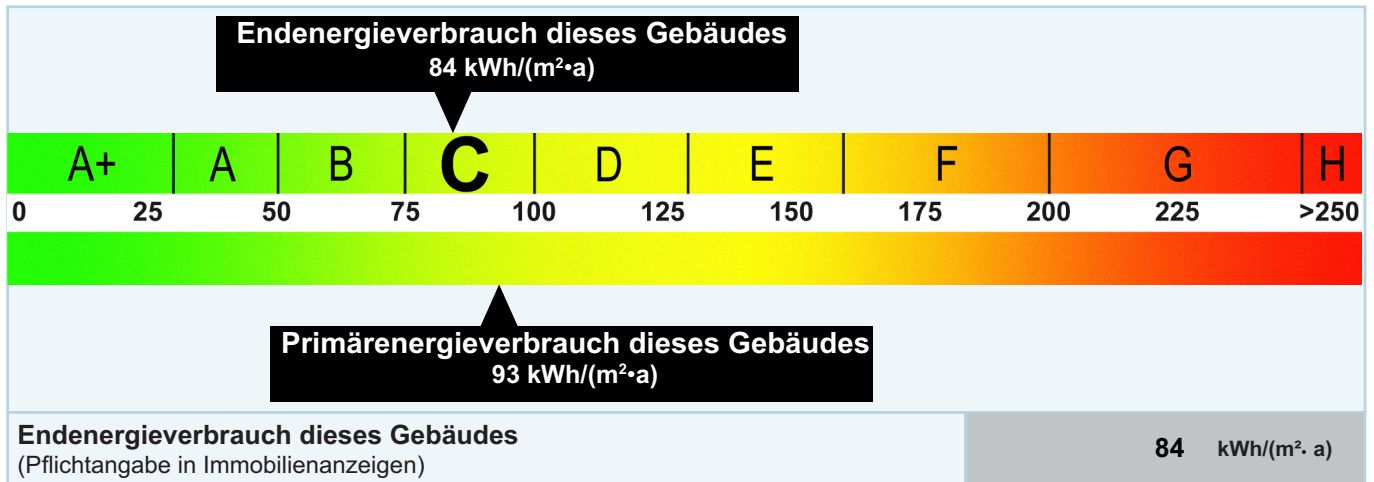 Endenergieverbrauch dieses Gebäudes
84 kWh/(m²•a)
A+ A B C D E F G H
0 25 50 75 100 125 150 175 200 225 >250
Primärenergieverbrauch dieses Gebäudes
93 kWh/(m²•a)
Endenergieverbrauch dieses Gebäudes
(Pflichtangabe in Immobilienanzeigen)
84 kWh/(m²· a)